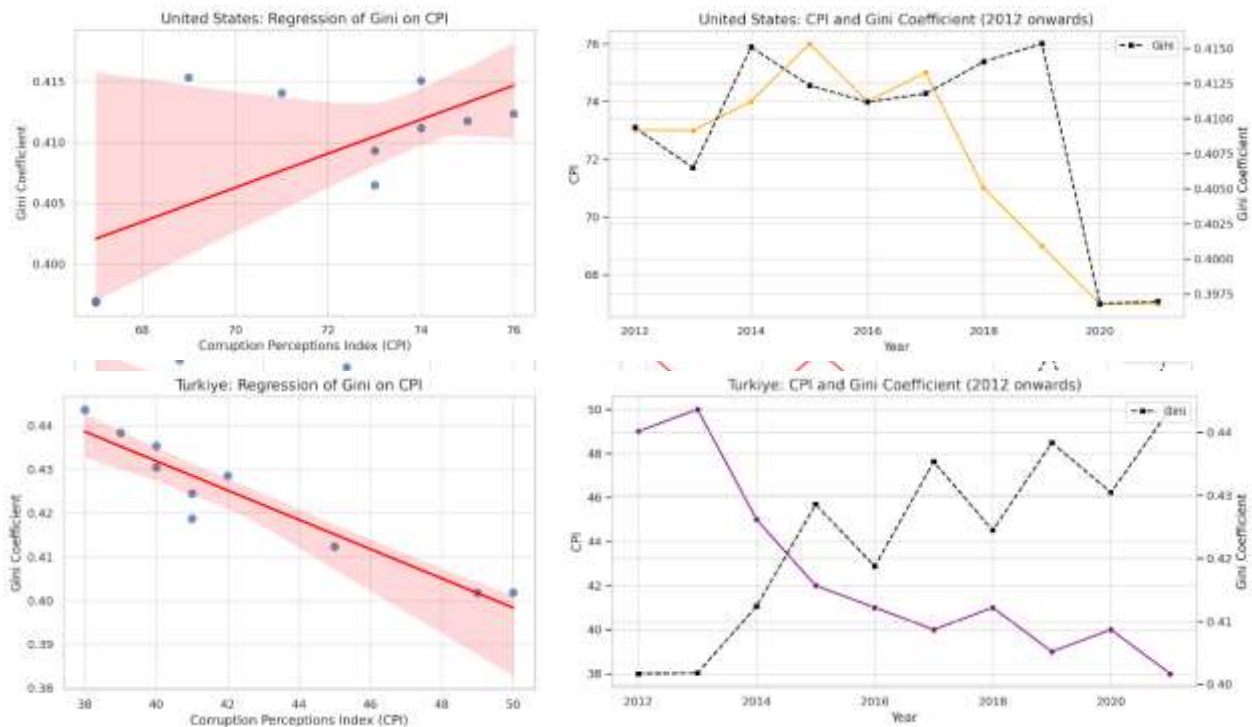 United States: Regression of Gini on CPI
0.415
0.410
0.405
0.400
Gini Coefficient
68 70 72 74 76
Corruption Perceptions Index (CPI)
United States: CPI and Gini Coefficient (2012 onwards)
76
74
72
70
68
CPI
Gini
0.4150
0.4125
0.4100
0.4075
0.4050
0.4025
0.4000
0.3975
Gini Coefficient
2012 2014 2016 2018 2020
Year
Turkiye: Regression of Gini on CPI
0.44
0.43
0.42
0.41
0.40
0.39
0.38
Gini Coefficient
38 40 42 44 46 48 50
Corruption Perceptions Index (CPI)
Turkiye: CPI and Gini Coefficient (2012 onwards)
50
48
46
44
42
40
38
CPI
Gini
0.44
0.43
0.42
0.41
0.40
Gini Coefficient
2012 2014 2016 2018 2020
Year